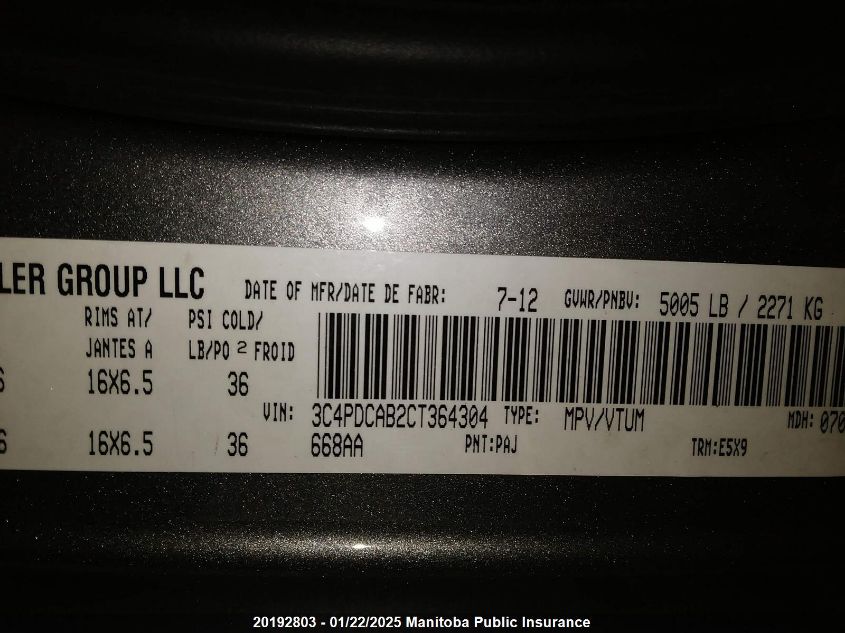 LER GROUP LLC DATE OF MFR/DATE DE FABR: 7-12 GVWR/PNBV: 5005 LB / 2271 KG
RIMS AT/ PSI COLD/
JANTES A LB/PO 2 FROID
16X6.5 36
VIN: 3C4PDCAB2CT364304 TYPE: MPV/VTUM MDH: 070
16X6.5 36 668AA PNT:PAJ TRM:E5X9
20192803 - 01/22/2025 Manitoba Public Insurance